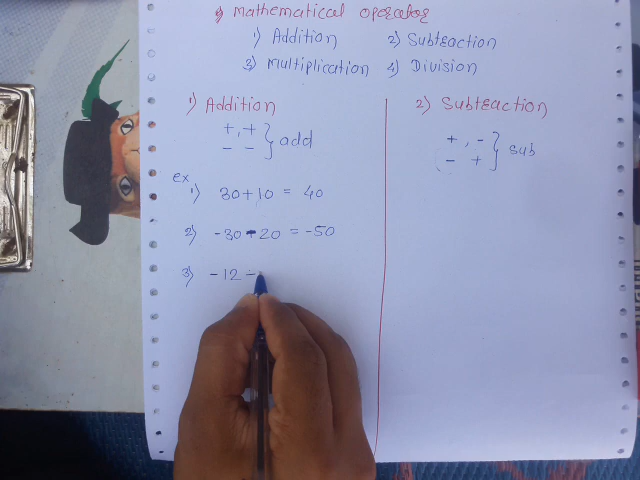 Mathematical operator
1) Addition 2) Subtraction
3) Multiplication 4) Division
1) Addition
+, +
- -
} add
ex
1) 30+10 = 40
2) -30-20 = -50
3) -12 -
2) Subtraction
+ , -
- +
} sub